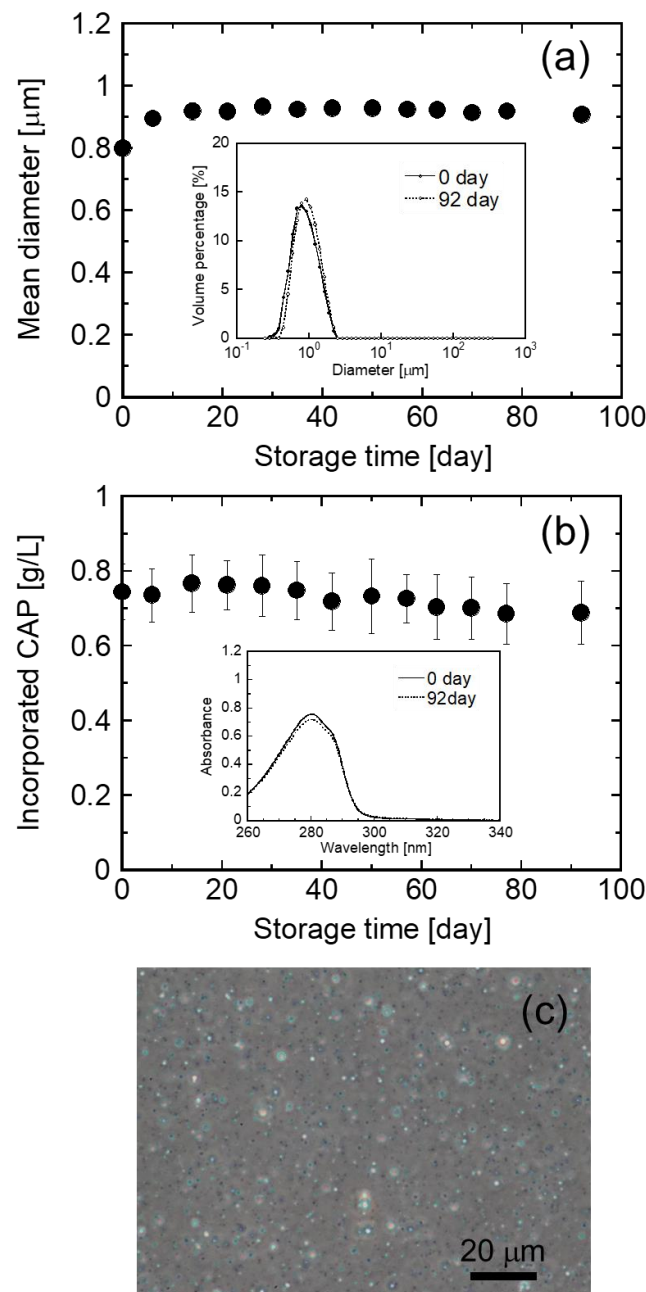 (a)
Mean diameter [μm]
1.2
1
0.8
0.6
0.4
0.2
0
0 20 40 60 80 100
Storage time [day]
Volume percentage [%]
20
15
10
5
0
0 day
92 day
10⁻¹ 10⁰ 10¹ 10² 10³
Diameter [μm]
(b)
Incorporated CAP [g/L]
1
0.8
0.6
0.4
0.2
0
0 20 40 60 80 100
Storage time [day]
Absorbance
1.2
1
0.8
0.6
0.4
0.2
0
0 day
92day
260 280 300 320 340
Wavelength [nm]
(c)
20 μm